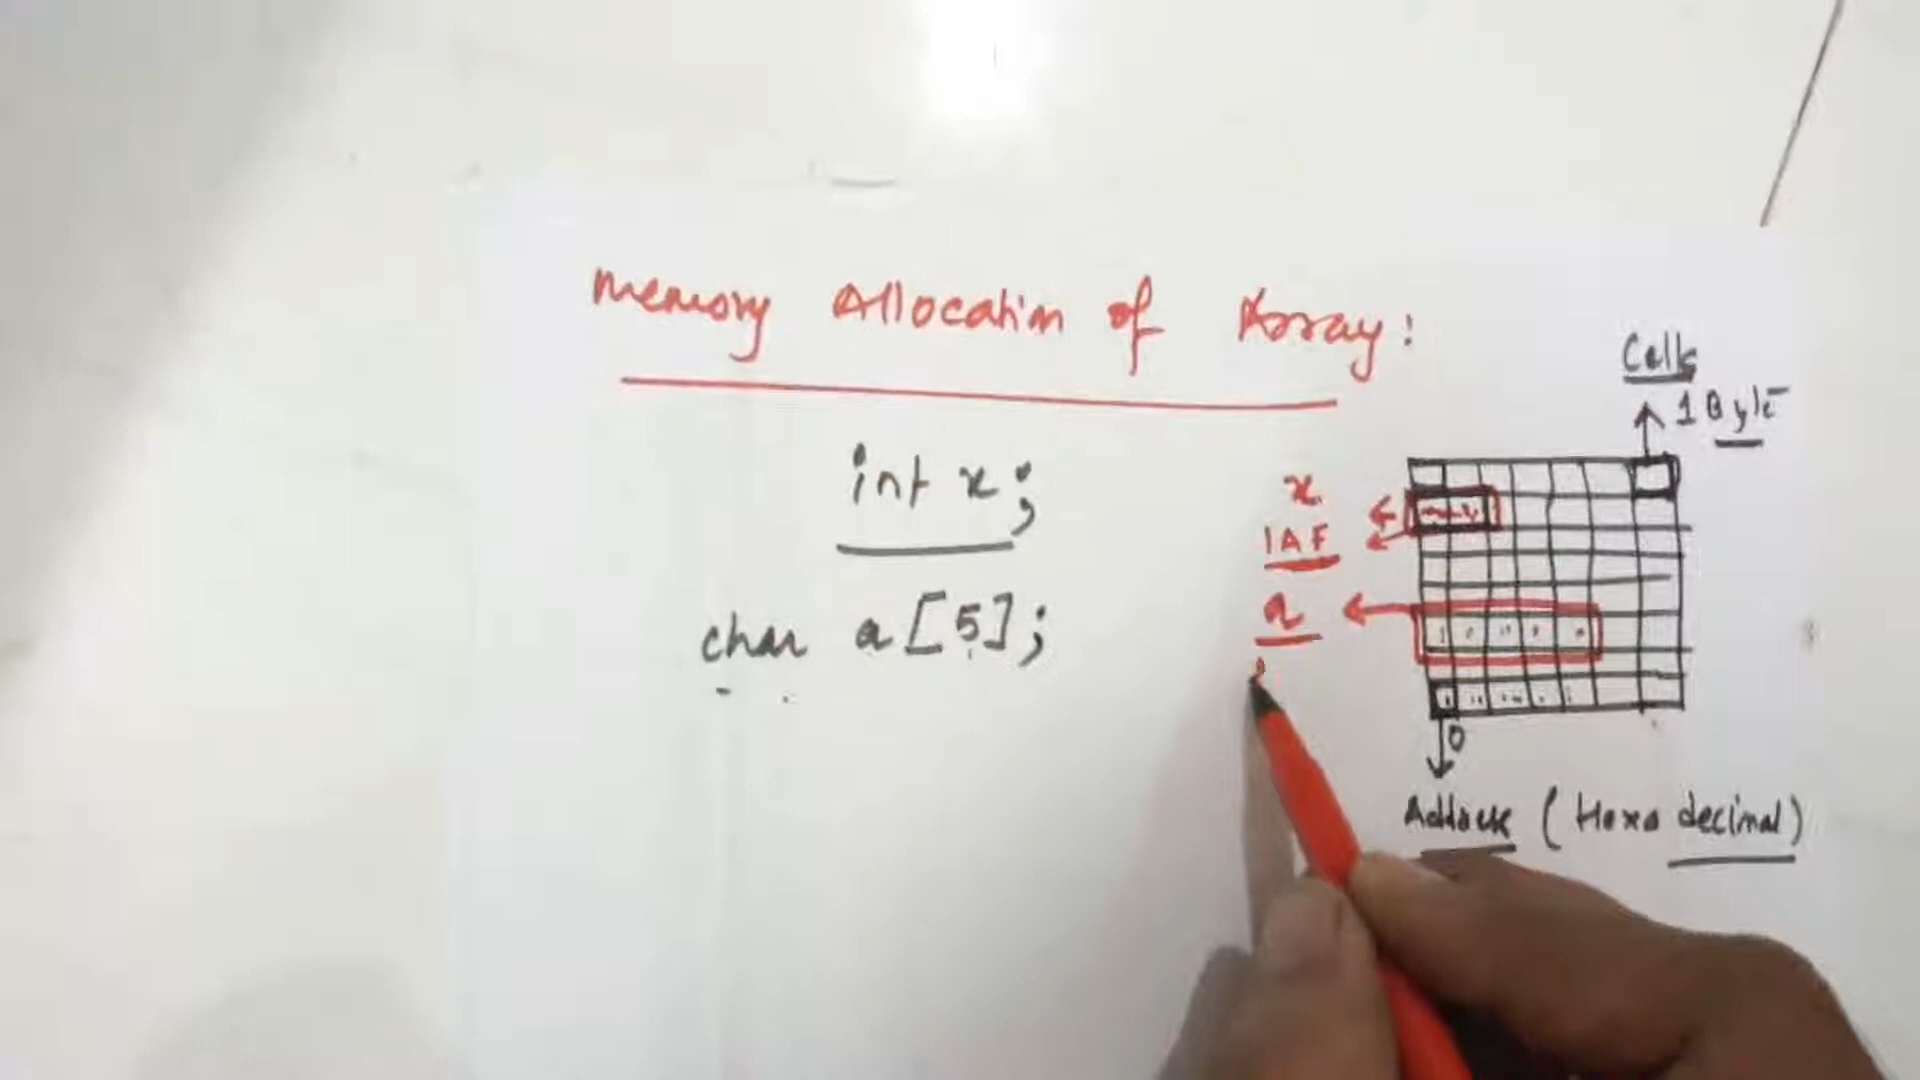 Memory Allocation of Array:
Cells
1 Byte
int x;
x
1AF
char a[5];
a
0
Address (Hexa decimal)